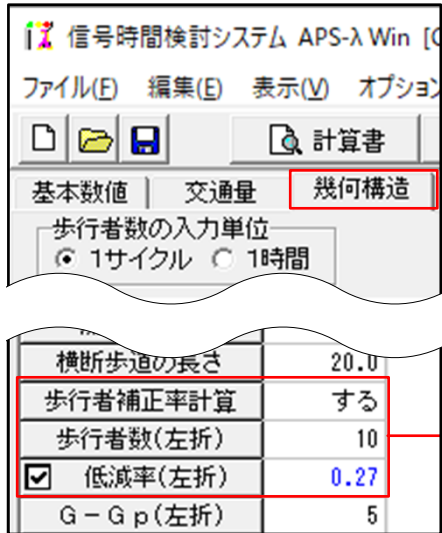 信号時間検討システム APS-λ Win [
ファイル(F) 編集(E) 表示(V) オプション
計算書
基本数値 交通量 幾何構造
歩行者数の入力単位
1サイクル 1時間
横断歩道の長さ 20.0
歩行者補正率計算 する
歩行者数(左折) 10
低減率(左折) 0.27
G-Gp(左折) 5